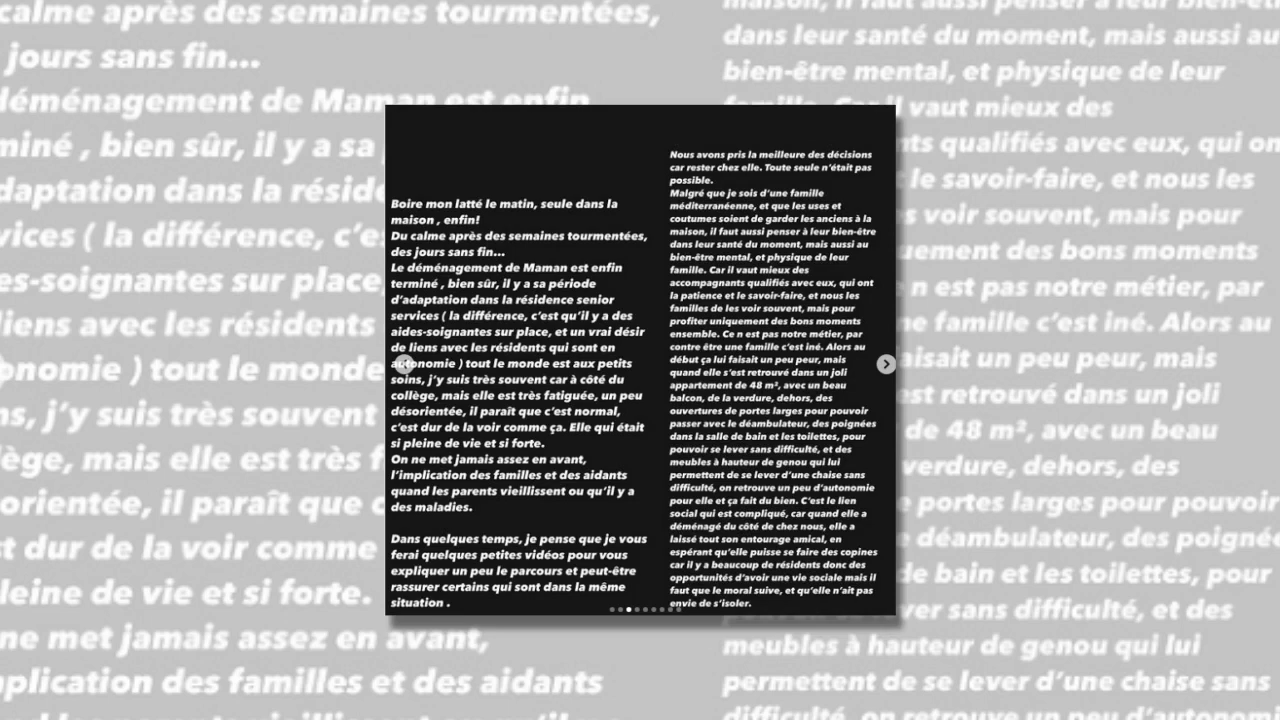 Boire mon latté le matin, seule dans la
maison , enfin!
Du calme après des semaines tourmentées,
des jours sans fin...
Le déménagement de Maman est enfin
terminé , bien sûr, il y a sa période
d'adaptation dans la résidence senior
services ( la différence, c'est qu'il y a des
aides-soignantes sur place, et un vrai désir
de liens avec les résidents qui sont en
autonomie ) tout le monde est aux petits
soins, j'y suis très souvent car à côté du
collège, mais elle est très fatiguée, un peu
désorientée, il paraît que c'est normal,
c'est dur de la voir comme ça. Elle qui était
si pleine de vie et si forte.
On ne met jamais assez en avant,
l'implication des familles et des aidants
quand les parents vieillissent ou qu'il y a
des maladies.
Dans quelques temps, je pense que je vous
ferai quelques petites vidéos pour vous
expliquer un peu le parcours et peut-être
rassurer certains qui sont dans la même
situation .
Nous avons pris la meilleure des décisions
car rester chez elle. Toute seule n'était pas
possible.
Malgré que je sois d'une famille
méditerranéenne, et que les uses et
coutumes soient de garder les anciens à la
maison, il faut aussi penser à leur bien-être
dans leur santé du moment, mais aussi au
bien-être mental, et physique de leur
famille. Car il vaut mieux des
accompagnants qualifiés avec eux, qui ont
la patience et le savoir-faire, et nous les
familles de les voir souvent, mais pour
profiter uniquement des bons moments
ensemble. Ce n est pas notre métier, par
contre être une famille c'est iné. Alors au
début ça lui faisait un peu peur, mais
quand elle s'est retrouvé dans un joli
appartement de 48 m², avec un beau
balcon, de la verdure, dehors, des
ouvertures de portes larges pour pouvoir
passer avec le déambulateur, des poignées
dans la salle de bain et les toilettes, pour
pouvoir se lever sans difficulté, et des
meubles à hauteur de genou qui lui
permettent de se lever d'une chaise sans
difficulté, on retrouve un peu d'autonomie
pour elle et ça fait du bien. C'est le lien
social qui est compliqué, car quand elle a
déménagé du côté de chez nous, elle a
laissé tout son entourage amical, en
espérant qu'elle puisse se faire des copines
car il y a beaucoup de résidents donc des
opportunités d'avoir une vie sociale mais il
faut que le moral suive, et qu'elle n'ait pas
envie de s'isoler.